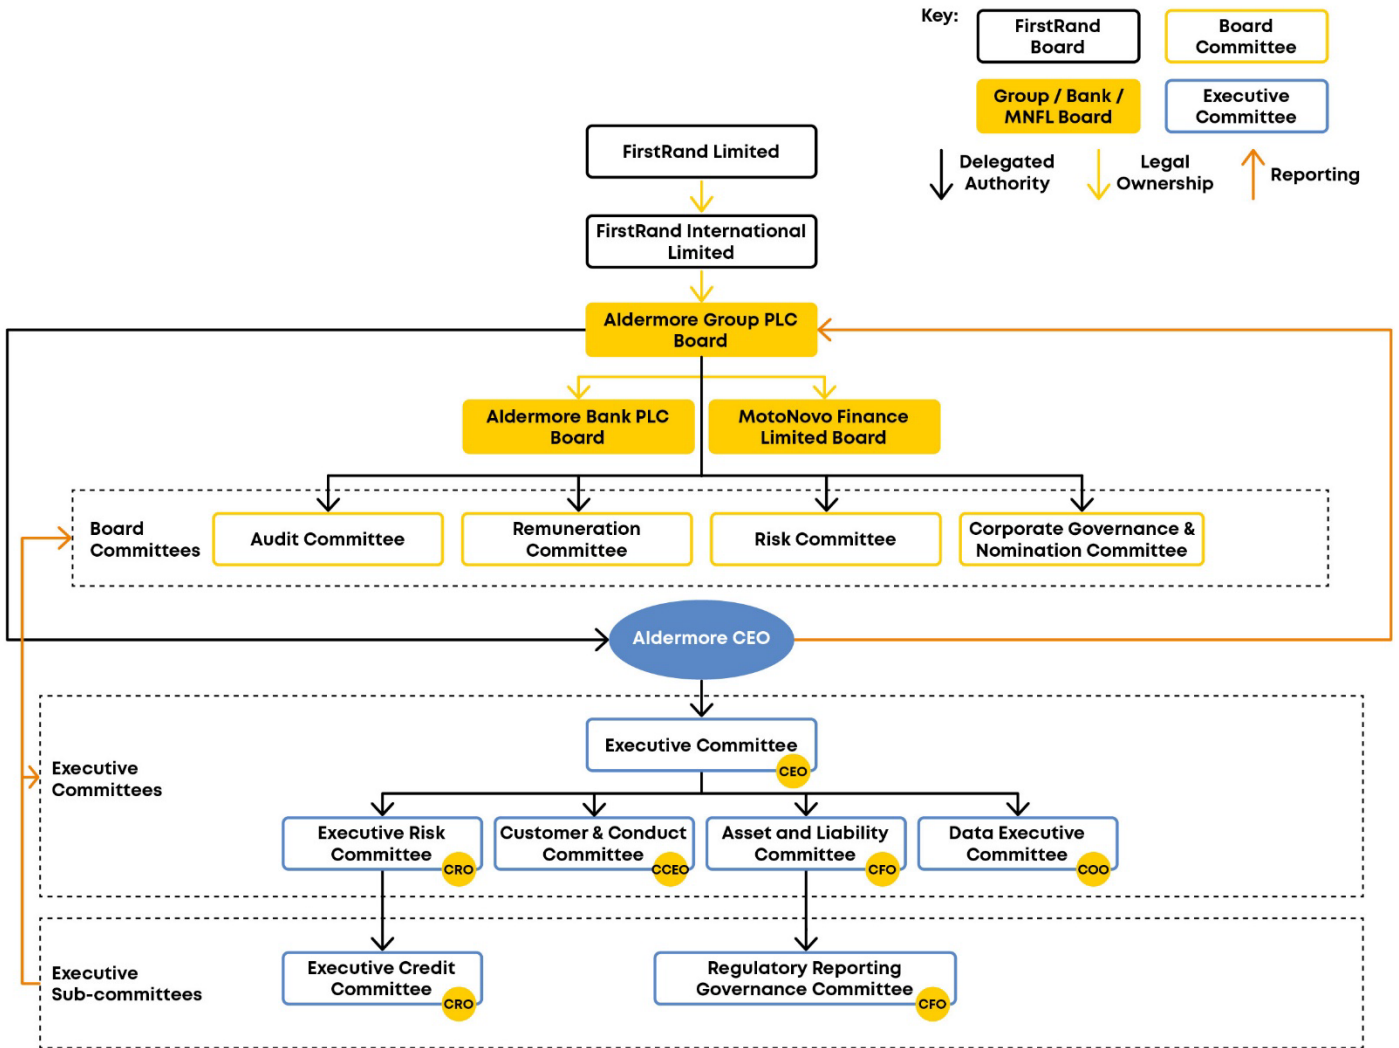 Key:
FirstRand
Board
Board
Committee
Group / Bank /
MNFL Board
Executive
Committee
Delegated
Authority
Legal
Ownership
Reporting
FirstRand Limited
FirstRand International
Limited
Aldermore Group PLC
Board
Aldermore Bank PLC
Board
MotoNovo Finance
Limited Board
Board
Committees
Audit Committee
Remuneration
Committee
Risk Committee
Corporate Governance &
Nomination Committee
Aldermore CEO
Executive
Committees
Executive Committee
CEO
Executive Risk
Committee
CRO
Customer & Conduct
Committee
CCEO
Asset and Liability
Committee
CFO
Data Executive
Committee
COO
Executive
Sub-committees
Executive Credit
Committee
CRO
Regulatory Reporting
Governance Committee
CFO